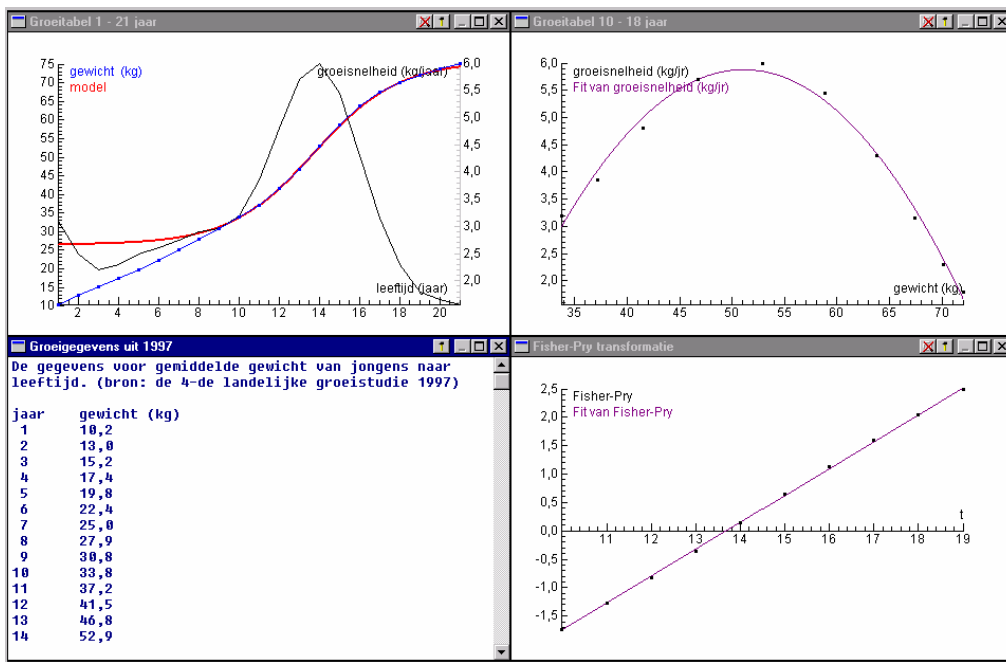 Groeitabel 1 - 21 jaar
75
70
65
60
55
50
45
40
35
30
25
20
15
10
gewicht (kg)
model
groeisnelheid (kg/jaar)
6,0
5,5
5,0
4,5
4,0
3,5
3,0
2,5
2,0
leeftijd (jaar)
2 4 6 8 10 12 14 16 18 20
Groeitabel 10 - 18 jaar
6,0
5,5
5,0
4,5
4,0
3,5
3,0
2,5
2,0
groeisnelheid (kg/jr)
Fit van groeisnelheid (kg/jr)
gewicht (kg)
35 40 45 50 55 60 65 70
Groeigegevens uit 1997
De gegevens voor gemiddelde gewicht van jongens naar
leeftijd. (bron: de 4-de landelijke groeistudie 1997)
jaar gewicht (kg)
1 10,2
2 13,0
3 15,2
4 17,4
5 19,8
6 22,4
7 25,0
8 27,9
9 30,8
10 33,8
11 37,2
12 41,5
13 46,8
14 52,9
Fisher-Pry transformatie
2,5
2,0
1,5
1,0
0,5
0,0
-0,5
-1,0
-1,5
Fisher-Pry
Fit van Fisher-Pry
t
11 12 13 14 15 16 17 18 19